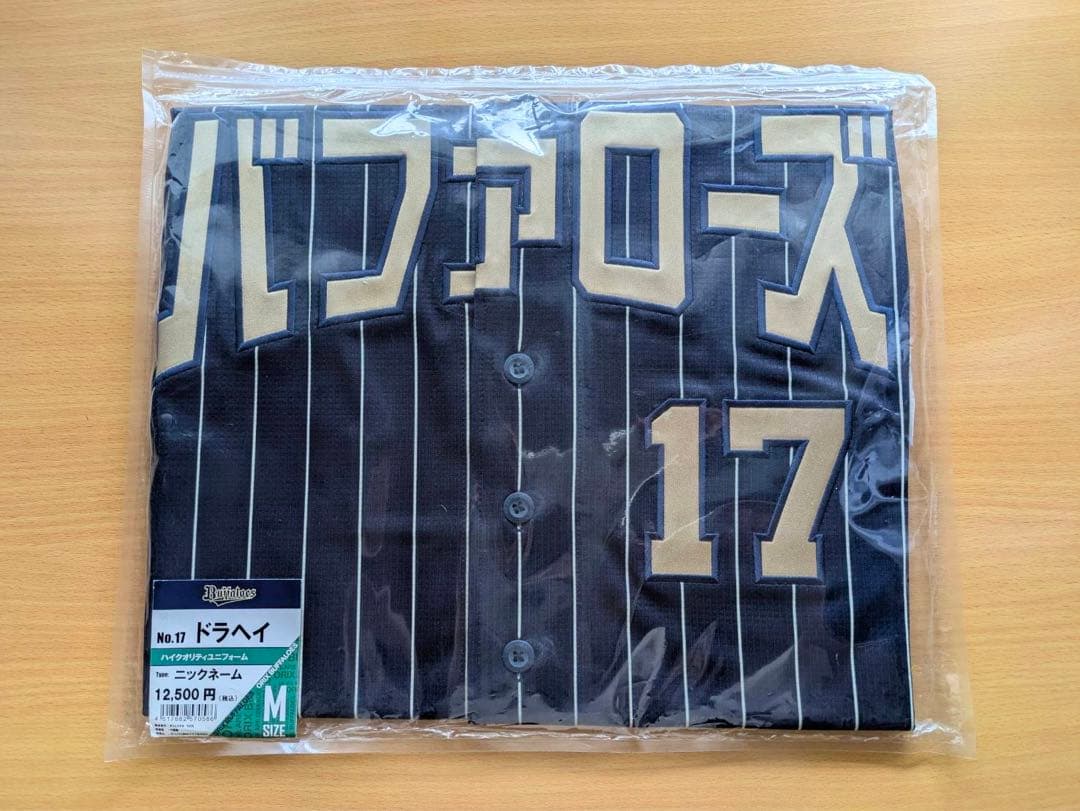 バファローズ
17
Buffaloes
No.17 ドラヘイ
ハイクオリティユニフォーム
Type: ニックネーム
12,500円(税込)
ORIX BUFFALOES
M
SIZE